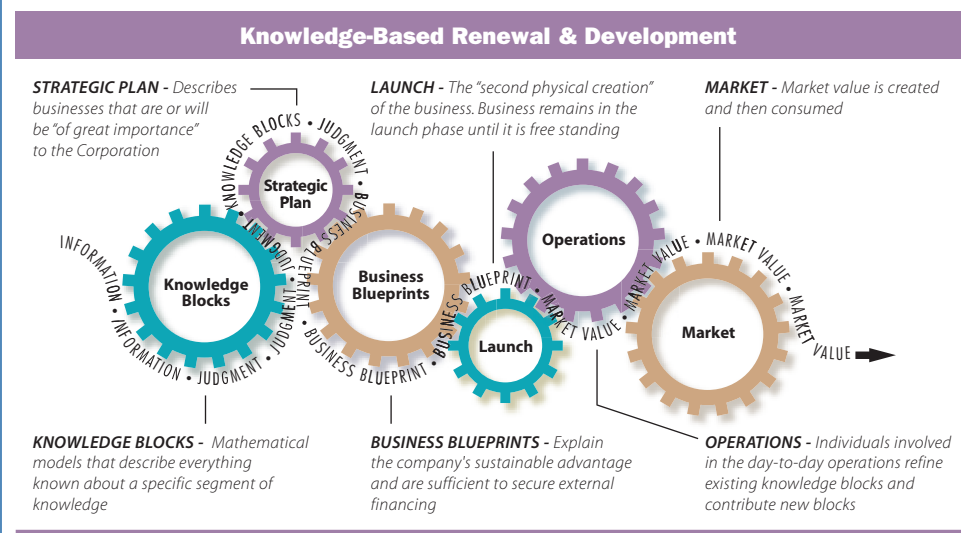 Knowledge-Based Renewal & Development
STRATEGIC PLAN - Describes
businesses that are or will
be “of great importance”
to the Corporation
LAUNCH - The “second physical creation”
of the business. Business remains in the
launch phase until it is free standing
MARKET - Market value is created
and then consumed
INFORMATION • INFORMATION • JUDGMENT • JUDGMENT • JUDGMENT • KNOWLEDGE BLOCKS • JUDGMENT • BUSINESS BLUEPRINT • BUSINESS BLUEPRINT • BUSINESS BLUEPRINT • MARKET VALUE • MARKET VALUE • MARKET VALUE • MARKET VALUE
Strategic
Plan
Knowledge
Blocks
Business
Blueprints
Launch
Operations
Market
KNOWLEDGE BLOCKS - Mathematical
models that describe everything
known about a specific segment of
knowledge
BUSINESS BLUEPRINTS - Explain
the company's sustainable advantage
and are sufficient to secure external
financing
OPERATIONS - Individuals involved
in the day-to-day operations refine
existing knowledge blocks and
contribute new blocks